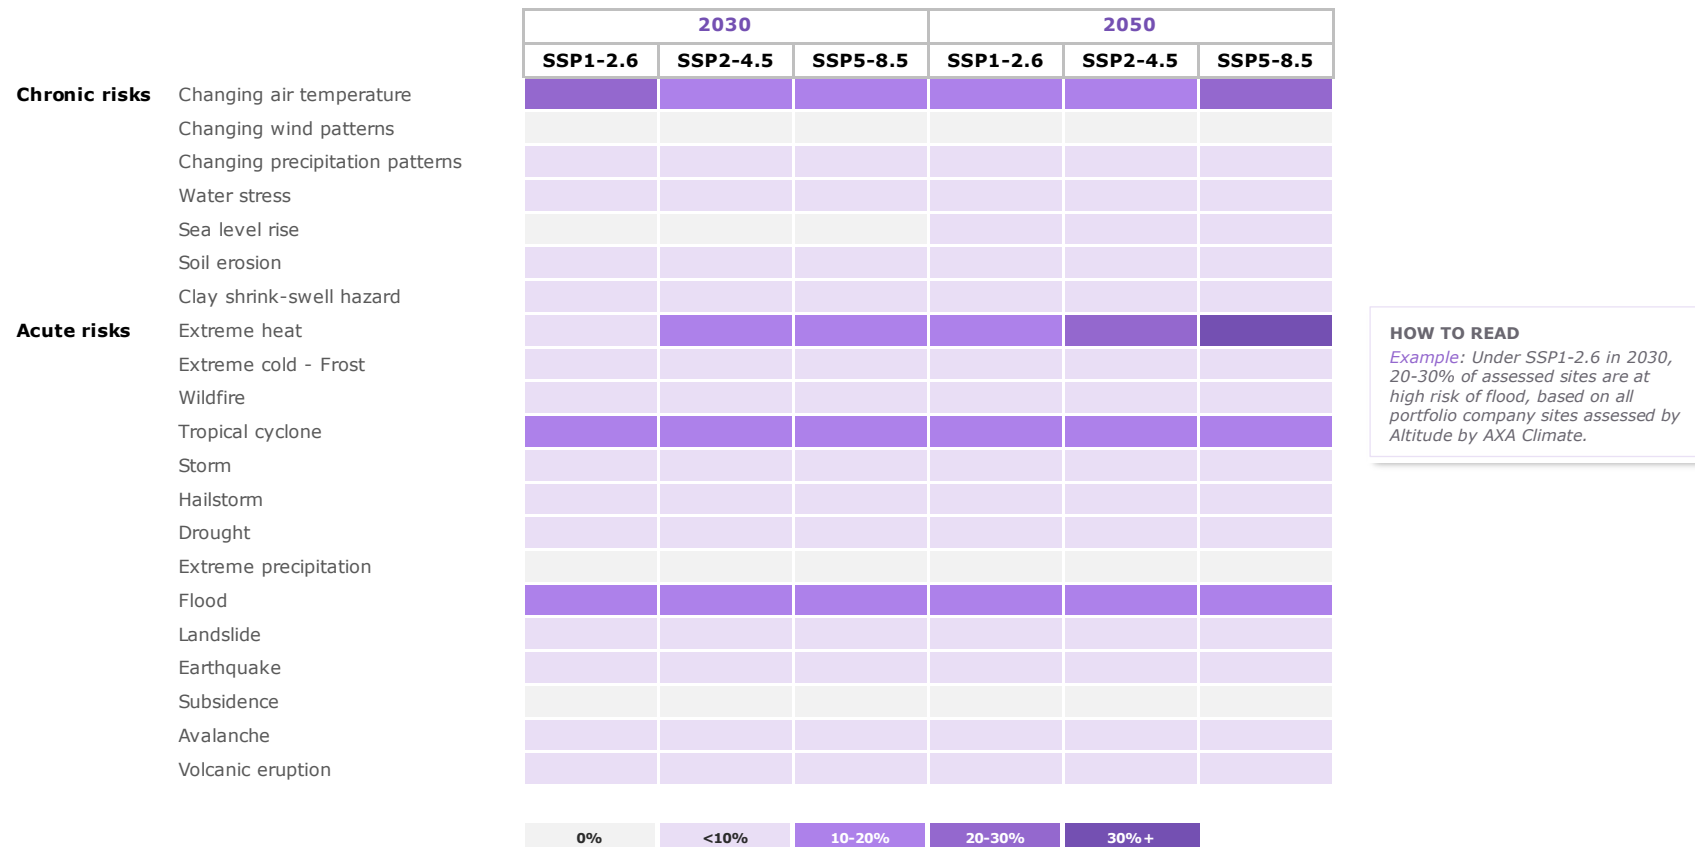 2030 2050
SSP1-2.6 SSP2-4.5 SSP5-8.5 SSP1-2.6 SSP2-4.5 SSP5-8.5
Chronic risks Changing air temperature
Changing wind patterns
Changing precipitation patterns
Water stress
Sea level rise
Soil erosion
Clay shrink-swell hazard
Acute risks Extreme heat
Extreme cold - Frost
Wildfire
Tropical cyclone
Storm
Hailstorm
Drought
Extreme precipitation
Flood
Landslide
Earthquake
Subsidence
Avalanche
Volcanic eruption
0% <10% 10-20% 20-30% 30%+
HOW TO READ
Example: Under SSP1-2.6 in 2030,
20-30% of assessed sites are at
high risk of flood, based on all
portfolio company sites assessed by
Altitude by AXA Climate.